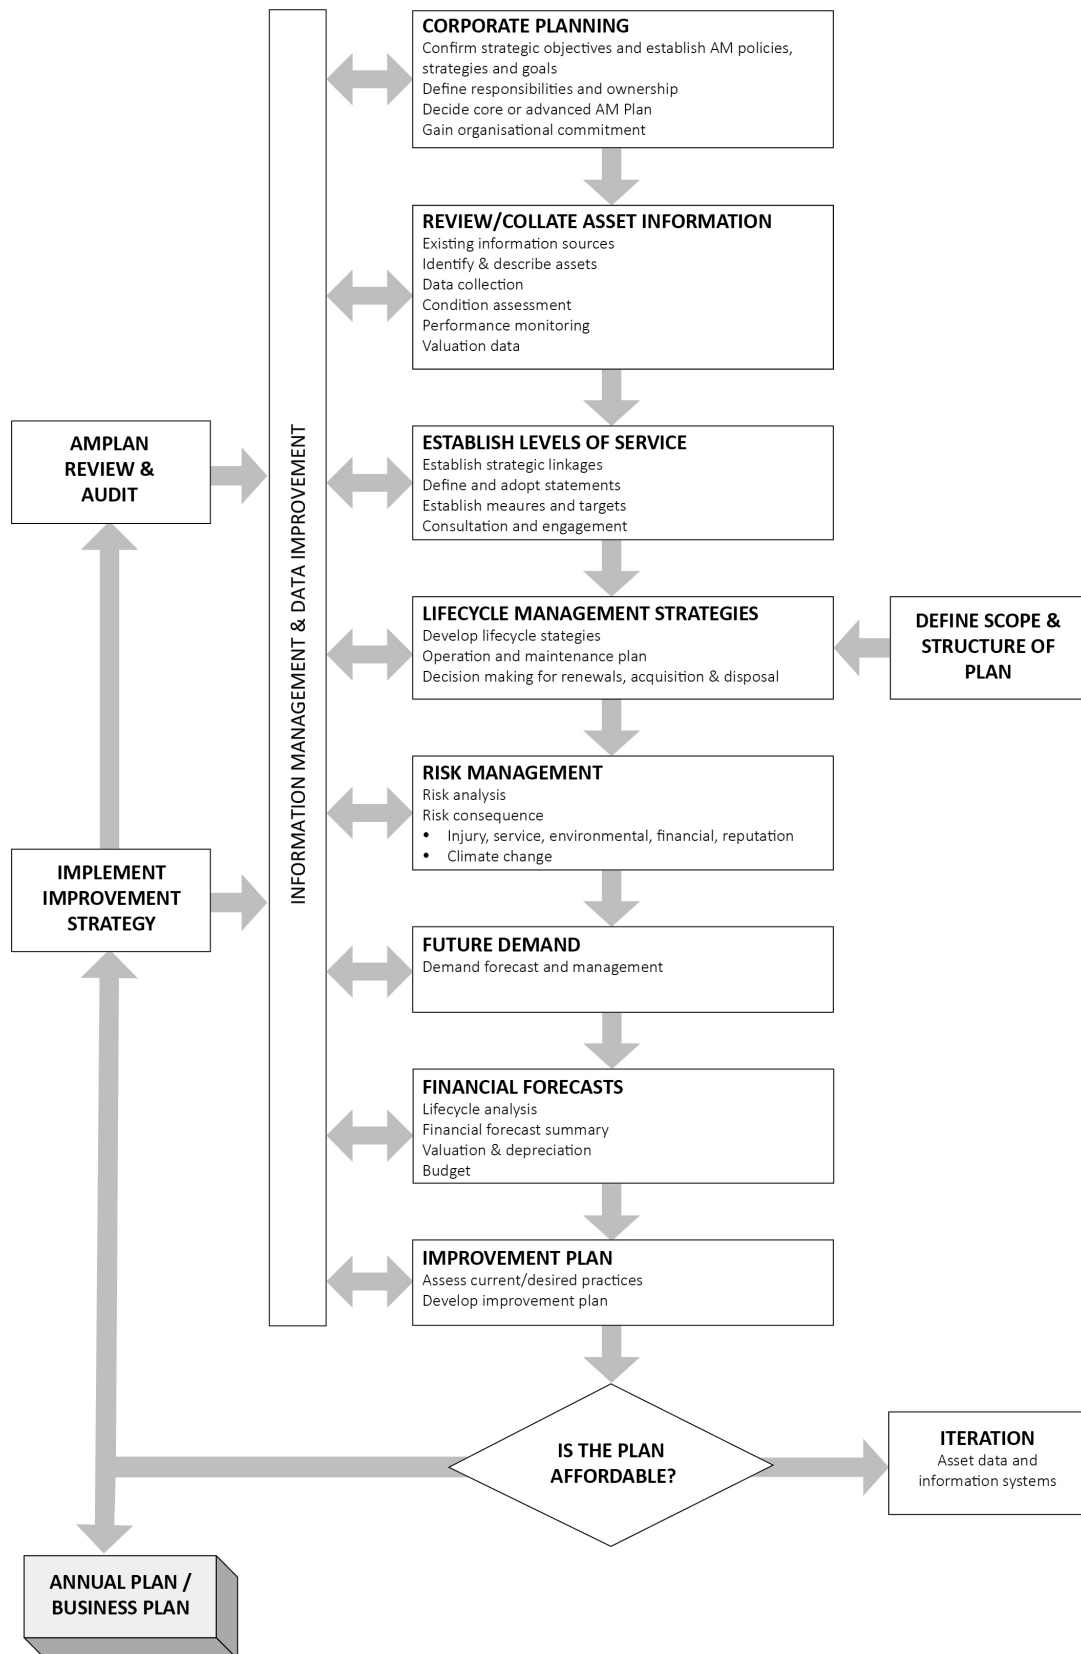 CORPORATE PLANNING
Confirm strategic objectives and establish AM policies,
strategies and goals
Define responsibilities and ownership
Decide core or advanced AM Plan
Gain organisational commitment
REVIEW/COLLATE ASSET INFORMATION
Existing information sources
Identify & describe assets
Data collection
Condition assessment
Performance monitoring
Valuation data
AMPLAN
REVIEW &
AUDIT
INFORMATION MANAGEMENT & DATA IMPROVEMENT
ESTABLISH LEVELS OF SERVICE
Establish strategic linkages
Define and adopt statements
Establish meaures and targets
Consultation and engagement
LIFECYCLE MANAGEMENT STRATEGIES
Develop lifecycle stategies
Operation and maintenance plan
Decision making for renewals, acquisition & disposal
DEFINE SCOPE &
STRUCTURE OF
PLAN
RISK MANAGEMENT
Risk analysis
Risk consequence
• Injury, service, environmental, financial, reputation
• Climate change
IMPLEMENT
IMPROVEMENT
STRATEGY
FUTURE DEMAND
Demand forecast and management
FINANCIAL FORECASTS
Lifecycle analysis
Financial forecast summary
Valuation & depreciation
Budget
IMPROVEMENT PLAN
Assess current/desired practices
Develop improvement plan
IS THE PLAN
AFFORDABLE?
ITERATION
Asset data and
information systems
ANNUAL PLAN /
BUSINESS PLAN